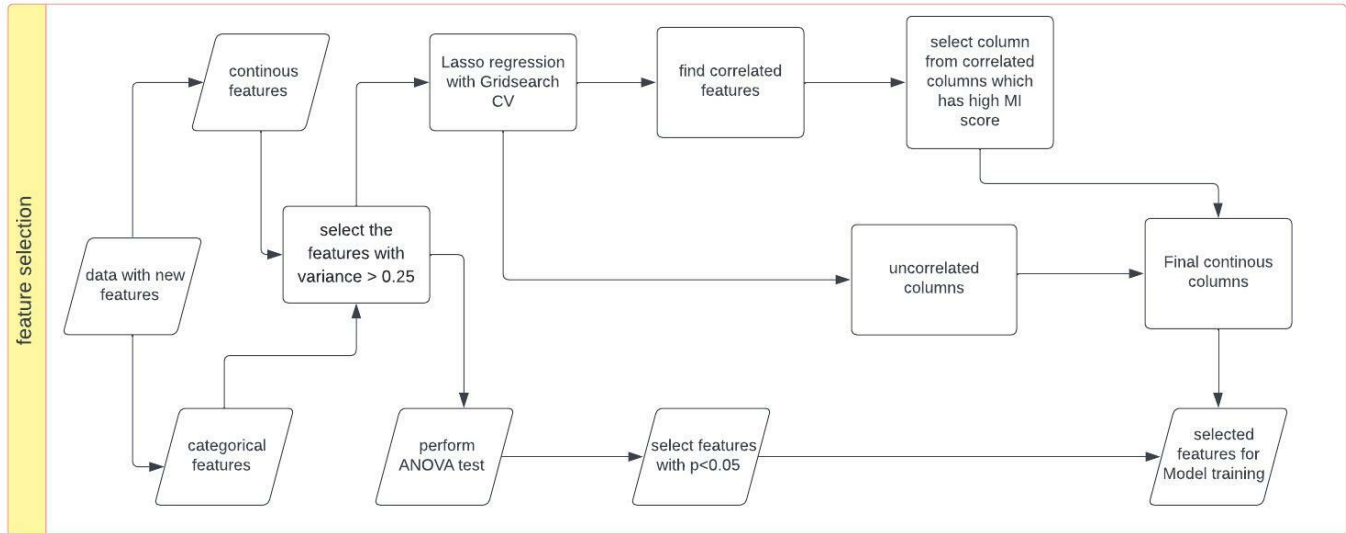 feature selection
continous
features
Lasso regression
with Gridsearch
CV
find correlated
features
select column
from correlated
columns which
has high MI
score
data with new
features
select the
features with
variance > 0.25
uncorrelated
columns
Final continous
columns
categorical
features
perform
ANOVA test
select features
with p<0.05
selected
features for
Model training